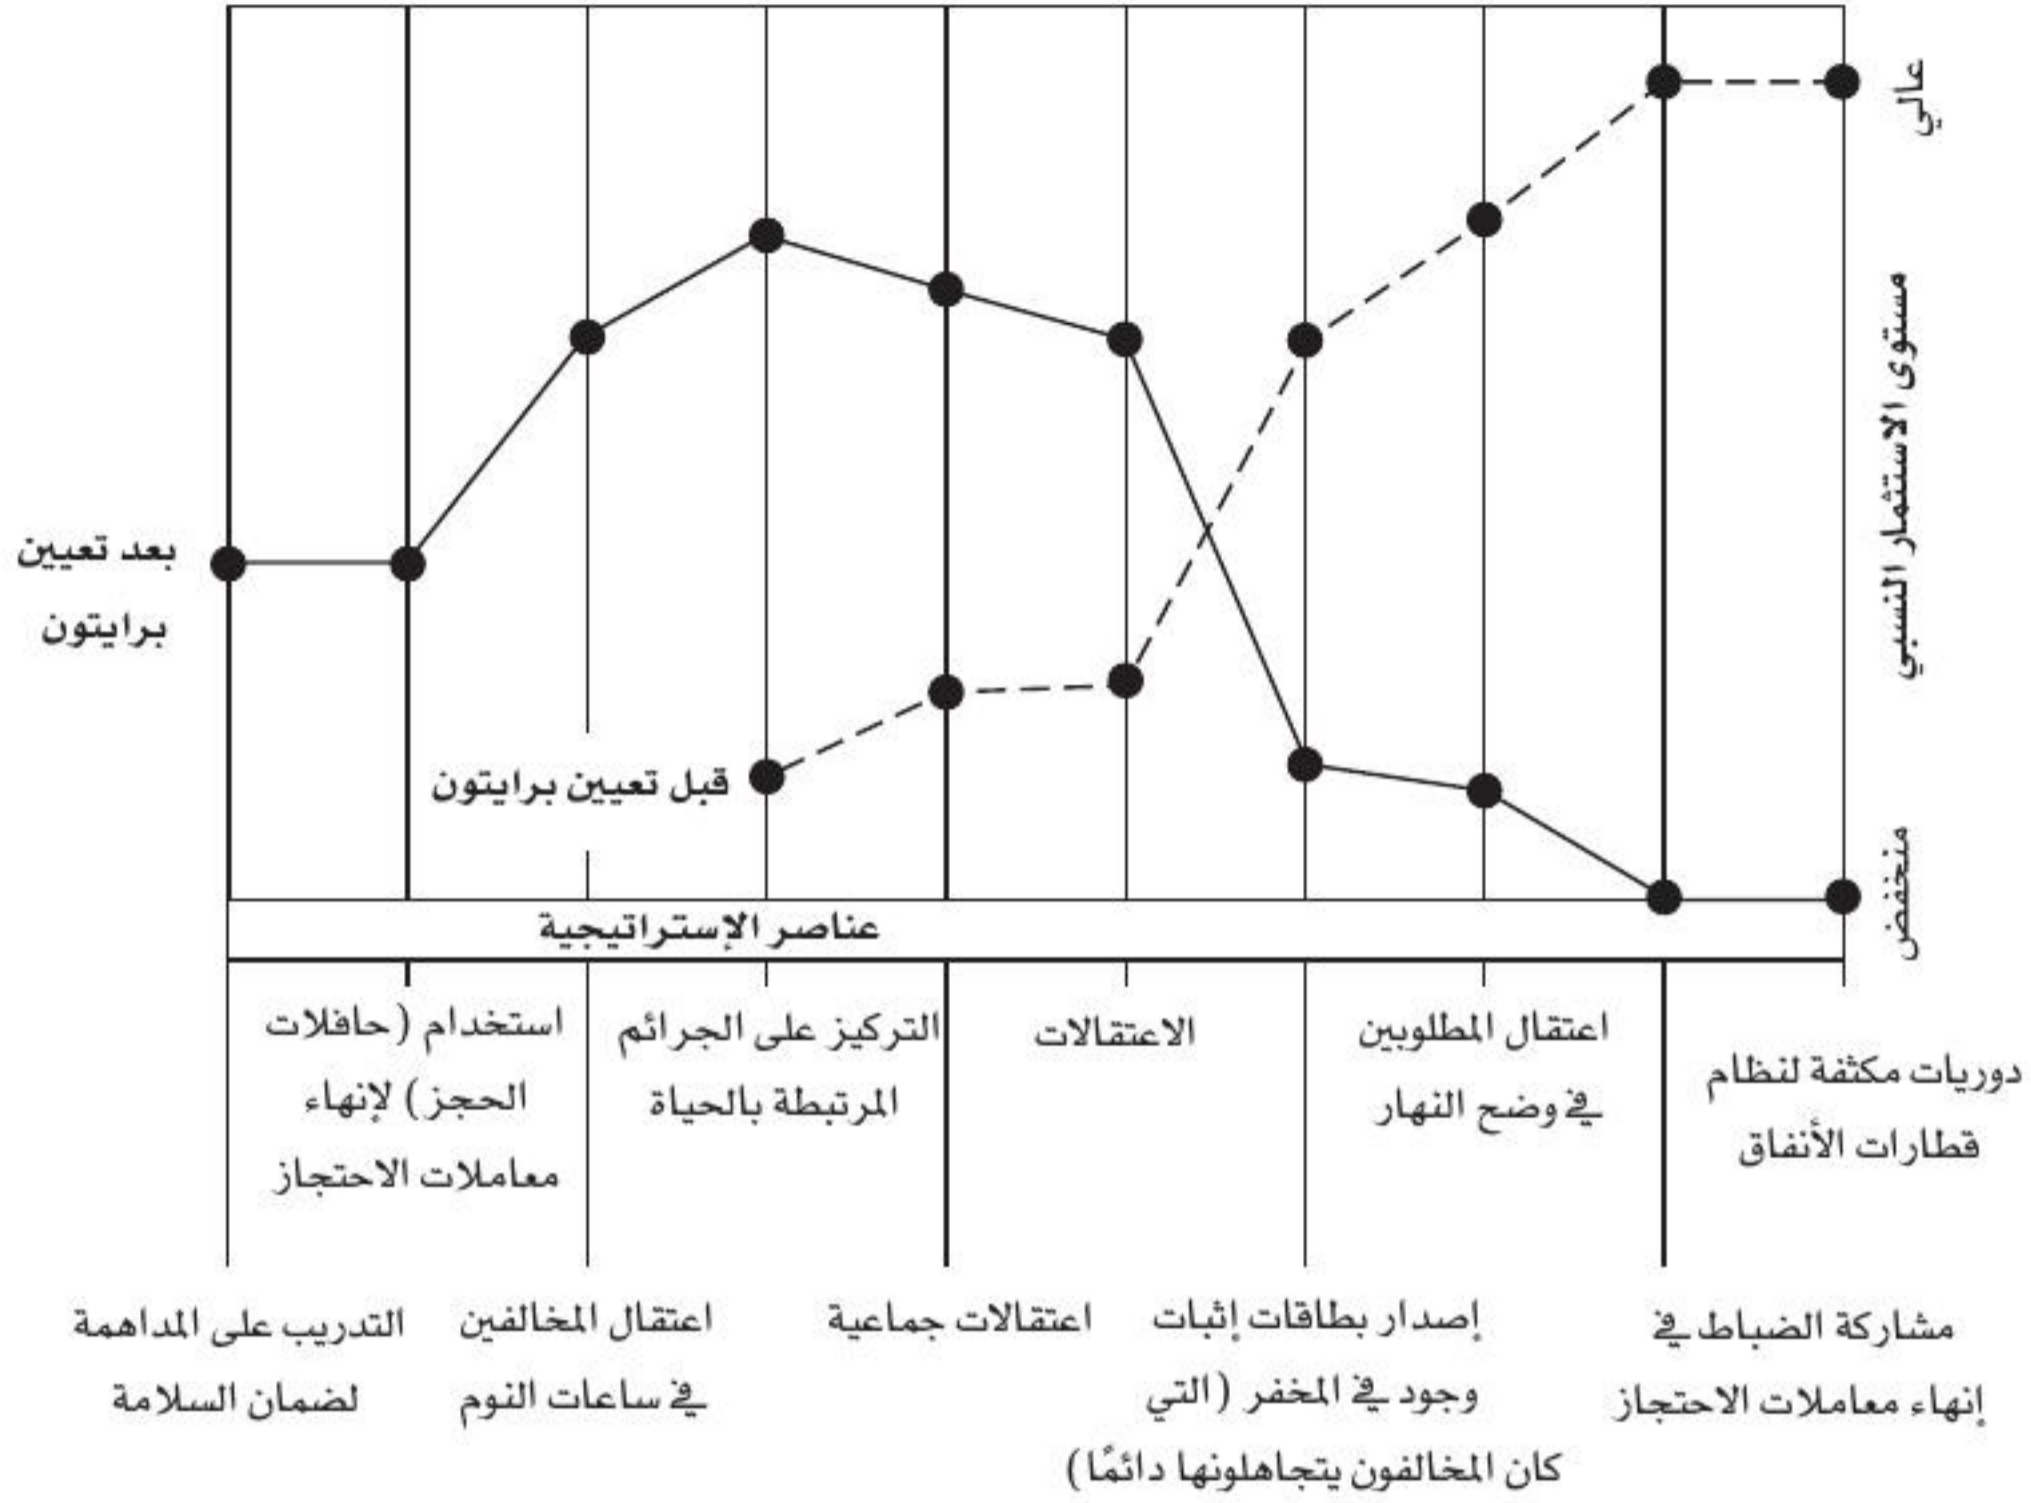 عالي
مستوى الاستثمار النسبي
منخفض
بعد تعيين
برايتون
قبل تعيين برايتون
عناصر الإستراتيجية
دوريات مكثفة لنظام
قطارات الأنفاق
اعتقال المطلوبين
في وضح النهار
الاعتقالات
التركيز على الجرائم
المرتبطة بالحياة
استخدام (حافلات
الحجز) لإنهاء
معاملات الاحتجاز
مشاركة الضباط في
إنهاء معاملات الاحتجاز
إصدار بطاقات إثبات
وجود في المخفر (التي
كان المخالفون يتجاهلونها دائمًا)
اعتقالات جماعية
اعتقال المخالفين
في ساعات النوم
التدريب على المداهمة
لضمان السلامة